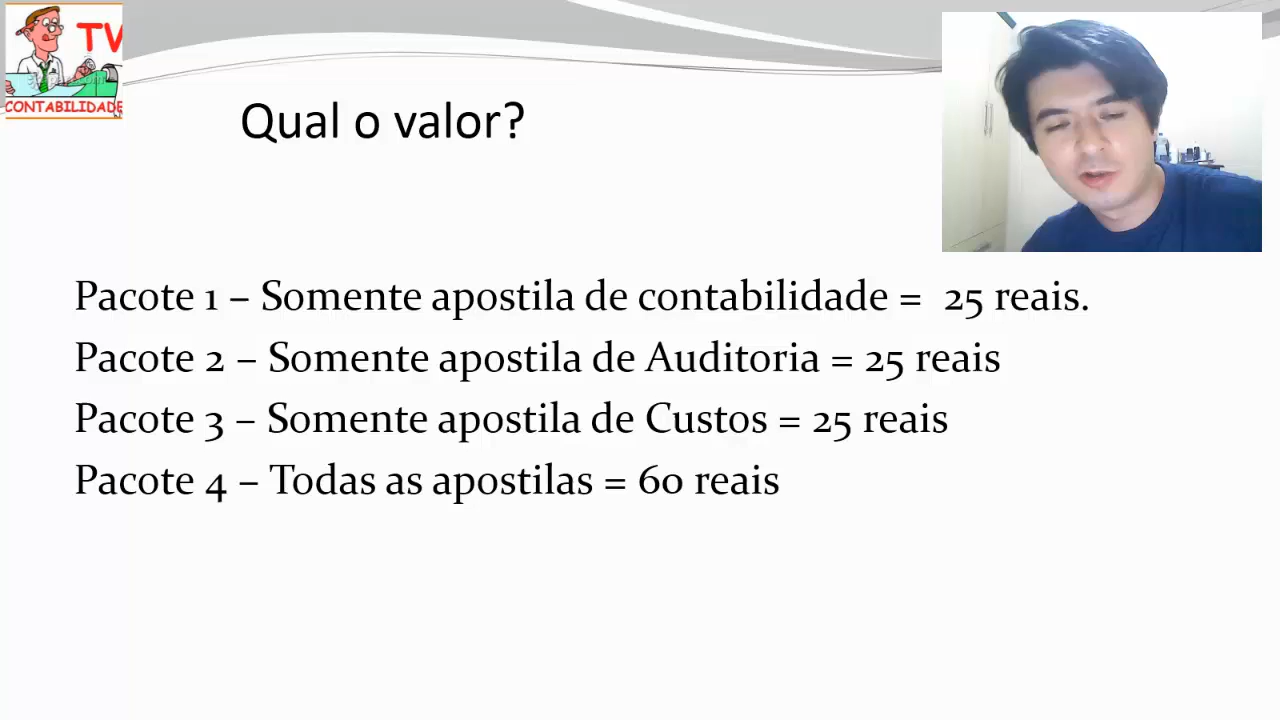 TV
CONTABILIDADE
Qual o valor?
Pacote 1 – Somente apostila de contabilidade =  25 reais.
Pacote 2 – Somente apostila de Auditoria = 25 reais
Pacote 3 – Somente apostila de Custos = 25 reais
Pacote 4 – Todas as apostilas = 60 reais